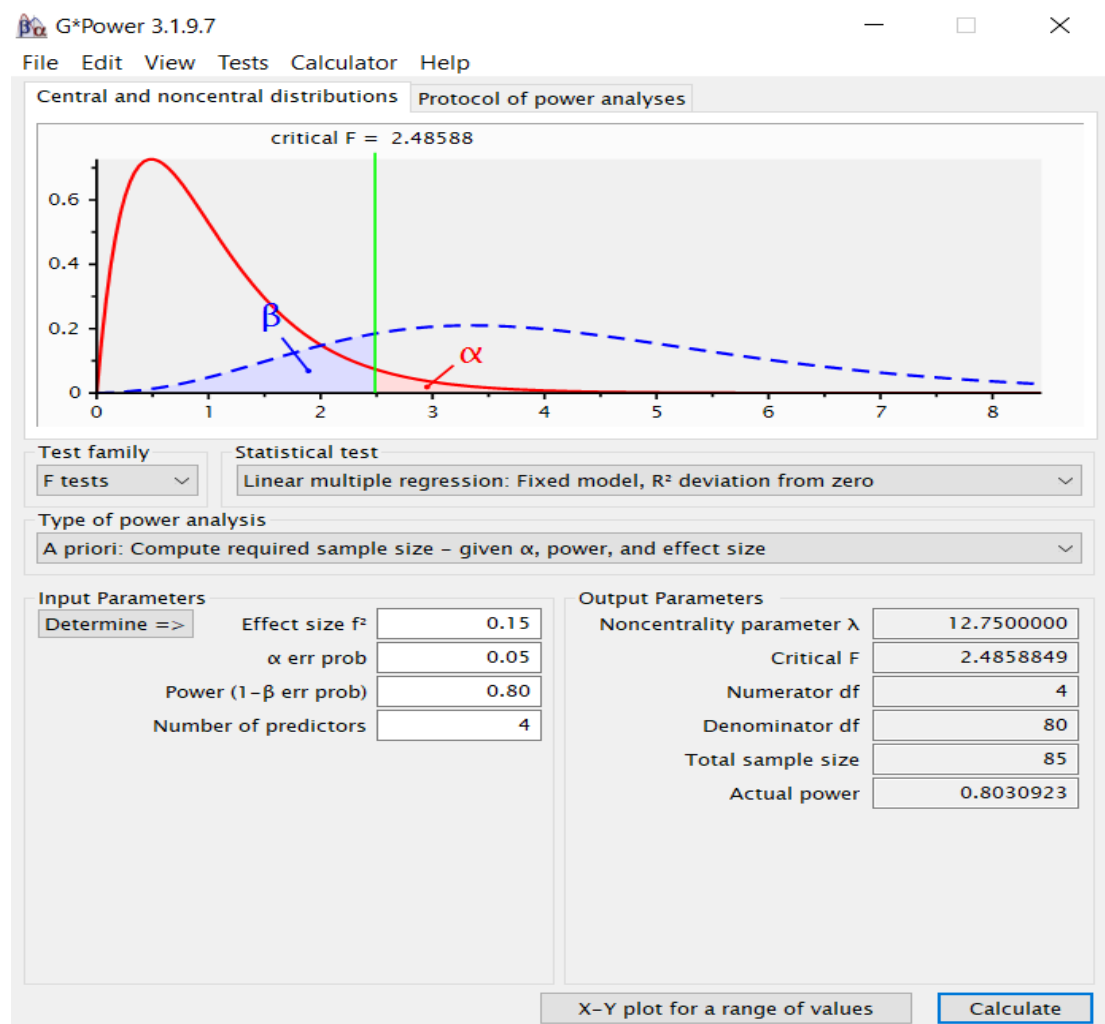 βα G*Power 3.1.9.7
File Edit View Tests Calculator Help
Central and noncentral distributions Protocol of power analyses
critical F = 2.48588
0.6
0.4
0.2
0
β
α
0 1 2 3 4 5 6 7 8
Test family Statistical test
F tests Linear multiple regression: Fixed model, R² deviation from zero
Type of power analysis
A priori: Compute required sample size – given α, power, and effect size
Input Parameters Output Parameters
Determine => Effect size f² 0.15 Noncentrality parameter λ 12.7500000
α err prob 0.05 Critical F 2.4858849
Power (1-β err prob) 0.80 Numerator df 4
Number of predictors 4 Denominator df 80
Total sample size 85
Actual power 0.8030923
X-Y plot for a range of values Calculate